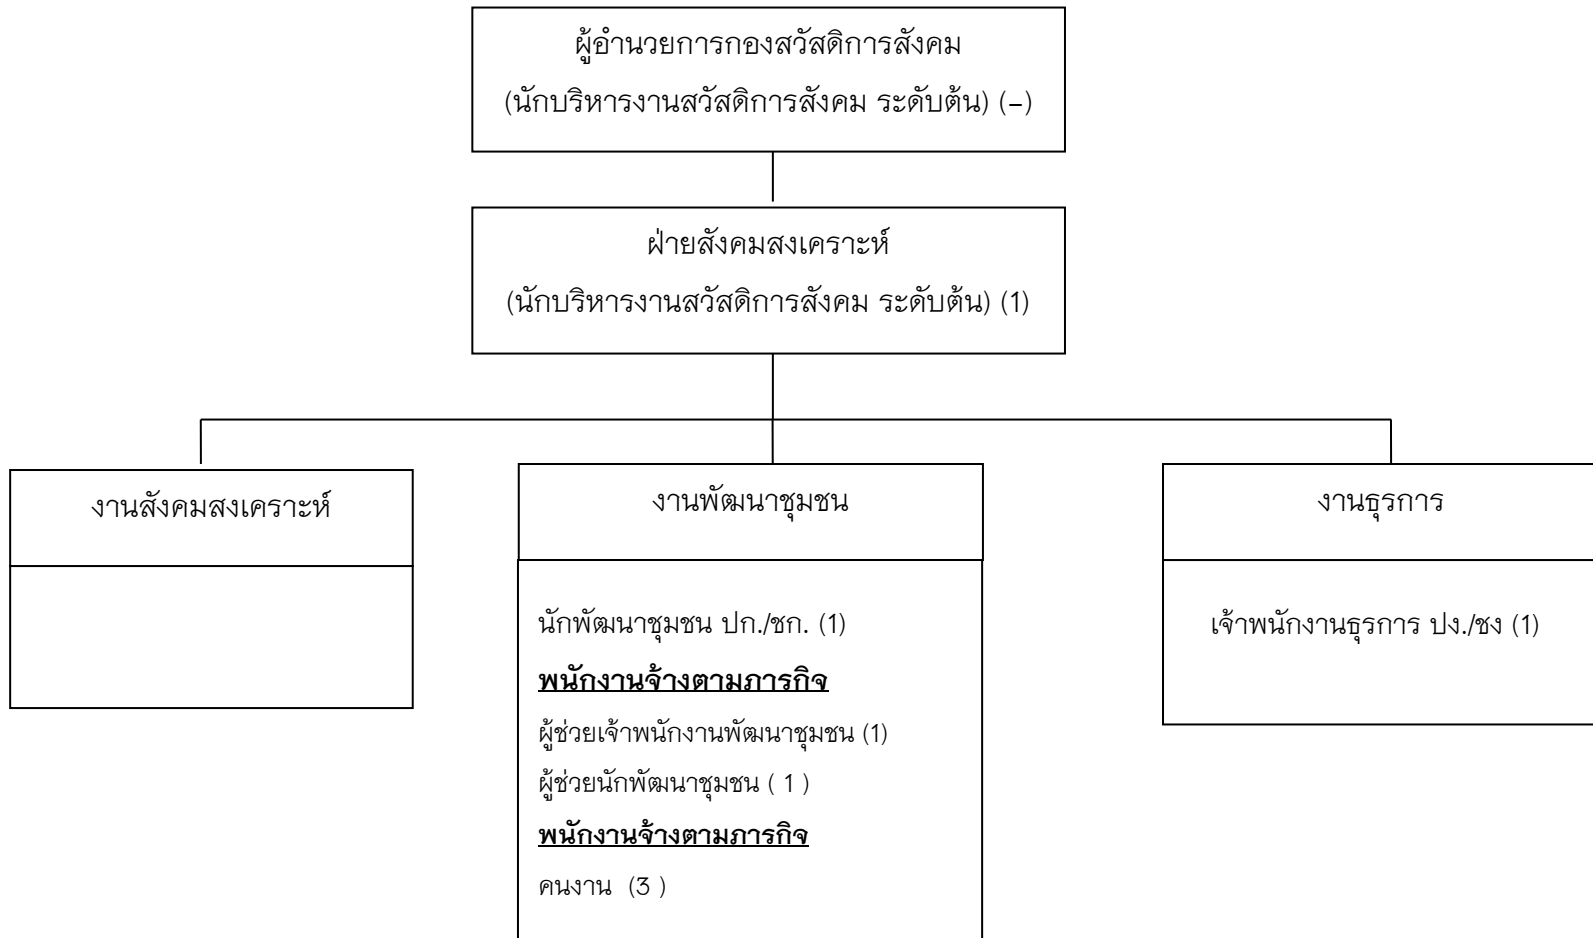 ผู้อำนวยการกองสวัสดิการสังคม
(นักบริหารงานสวัสดิการสังคม ระดับต้น) (-)
ฝ่ายสังคมสงเคราะห์
(นักบริหารงานสวัสดิการสังคม ระดับต้น) (1)
งานสังคมสงเคราะห์
งานพัฒนาชุมชน
นักพัฒนาชุมชน ปก./ชก. (1)
พนักงานจ้างตามภารกิจ
ผู้ช่วยเจ้าพนักงานพัฒนาชุมชน (1)
ผู้ช่วยนักพัฒนาชุมชน ( 1 )
พนักงานจ้างตามภารกิจ
คนงาน (3 )
งานธุรการ
เจ้าพนักงานธุรการ ปง./ชง (1)